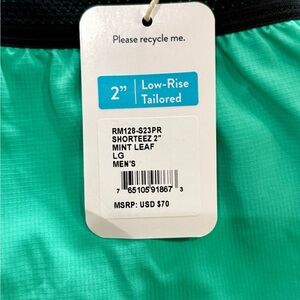 Please recycle me.
2" Low-Rise
Tailored
RM128-S23PR
SHORTEEZ 2"
MINT LEAF
LG
MEN'S
7 65105 91867 3
MSRP: USD $70